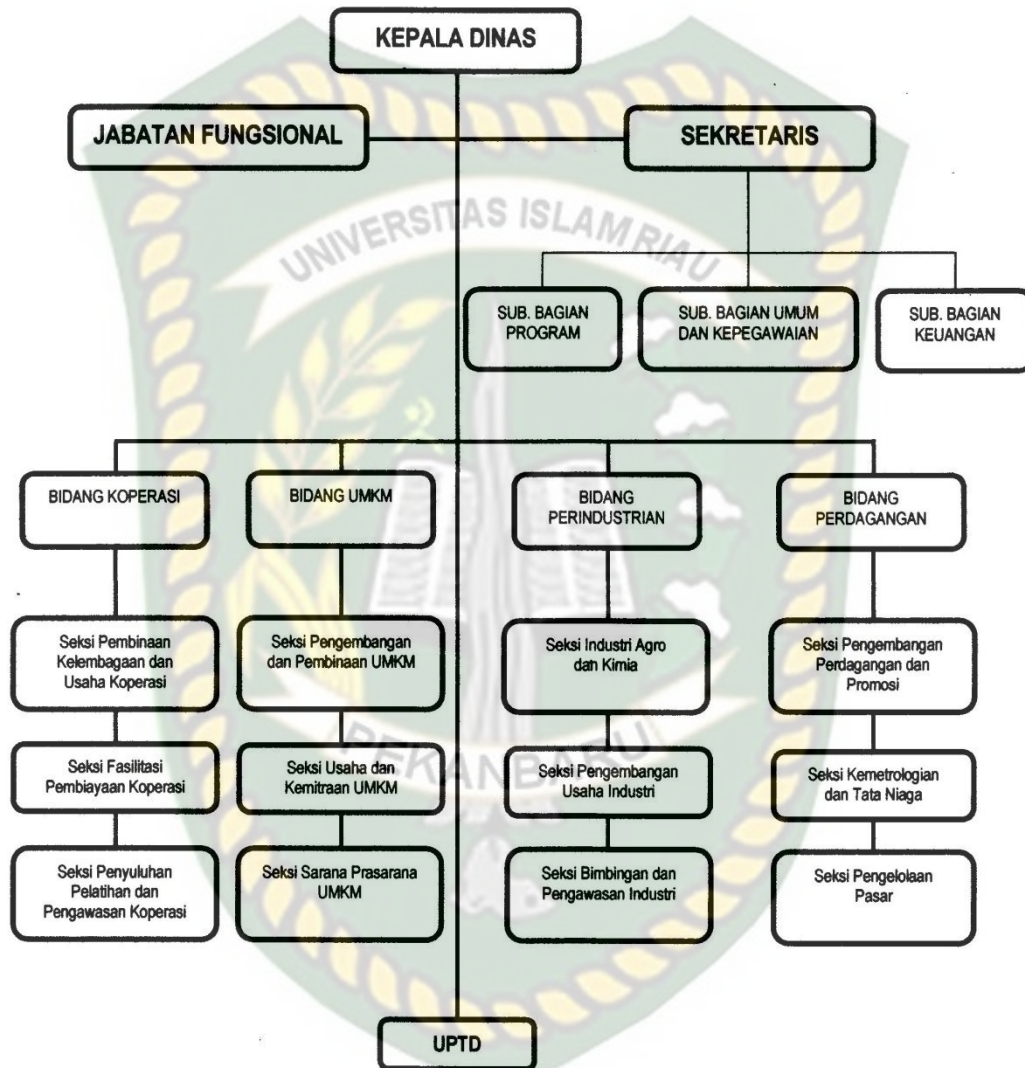 KEPALA DINAS
JABATAN FUNGSIONAL
SEKRETARIS
UNIVERSITAS ISLAM RIAU
SUB. BAGIAN
PROGRAM
SUB. BAGIAN UMUM
DAN KEPEGAWAIAN
SUB. BAGIAN
KEUANGAN
BIDANG KOPERASI
BIDANG UMKM
BIDANG
PERINDUSTRIAN
BIDANG
PERDAGANGAN
Seksi Pembinaan
Kelembagaan dan
Usaha Koperasi
Seksi Pengembangan
dan Pembinaan UMKM
Seksi Industri Agro
dan Kimia
Seksi Pengembangan
Perdagangan dan
Promosi
PEKANBARU
Seksi Fasilitasi
Pembiayaan Koperasi
Seksi Usaha dan
Kemitraan UMKM
Seksi Pengembangan
Usaha Industri
Seksi Kemetrologian
dan Tata Niaga
Seksi Penyuluhan
Pelatihan dan
Pengawasan Koperasi
Seksi Sarana Prasarana
UMKM
Seksi Bimbingan dan
Pengawasan Industri
Seksi Pengelolaan
Pasar
UPTD